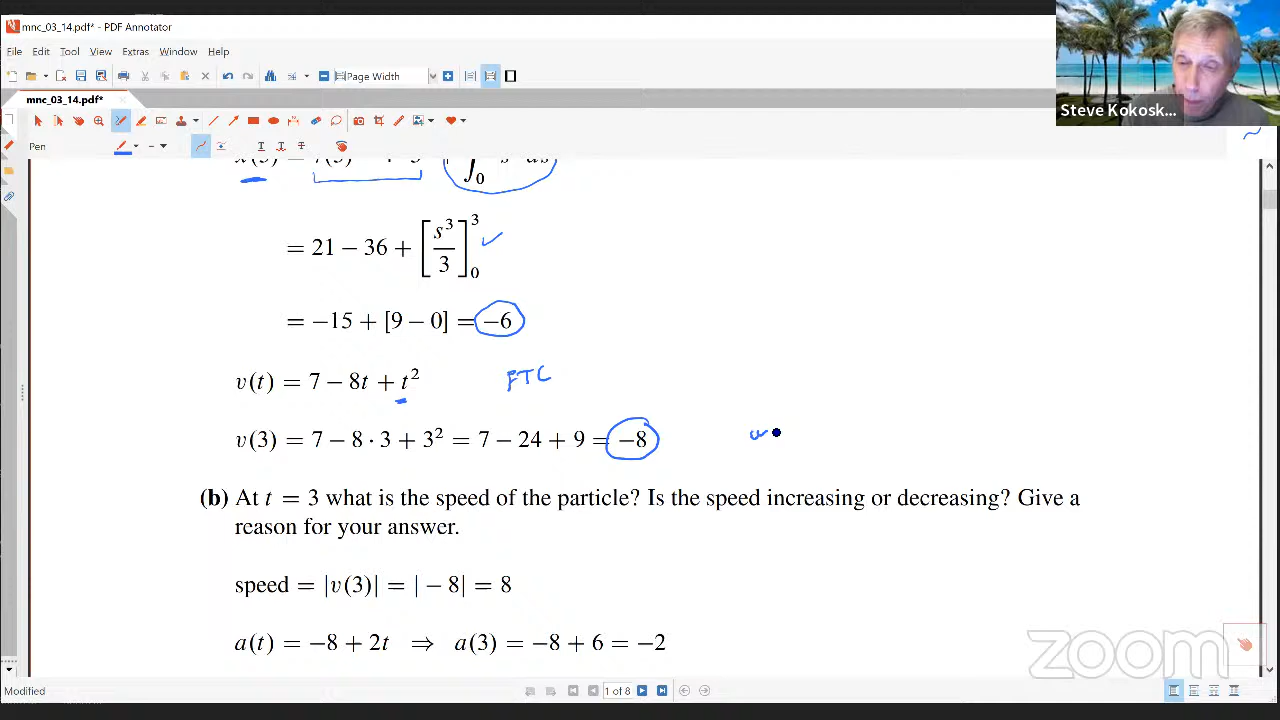 mnc_03_14.pdf* - PDF Annotator
File Edit Tool View Extras Window Help
Page Width
mnc_03_14.pdf*
Pen
Steve Kokosk...
= 21 − 36 + [s³/3]₀³ ✓
= −15 + [9 − 0] = −6
v(t) = 7 − 8t + t² FTC
v(3) = 7 − 8 · 3 + 3² = 7 − 24 + 9 = −8
(b) At t = 3 what is the speed of the particle? Is the speed increasing or decreasing? Give a
reason for your answer.
speed = |v(3)| = | − 8| = 8
a(t) = −8 + 2t ⇒ a(3) = −8 + 6 = −2
zoom
Modified
1 of 8